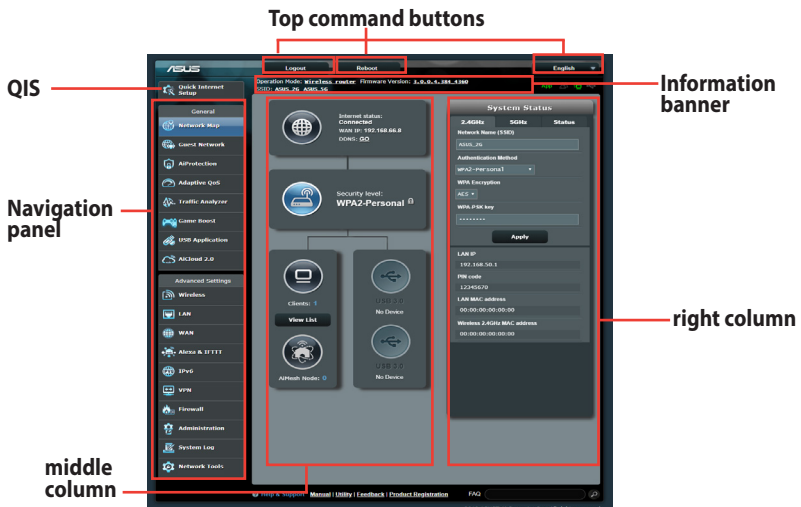 Top command buttons
ASUS
Logout
Reboot
English
QIS
Quick Internet Setup
Operation Mode: Wireless router Firmware Version: 3.0.0.4.384_4360
SSID: ASUS_2G ASUS_5G
Information banner
Navigation panel
General
Network Map
Guest Network
AiProtection
Adaptive QoS
Traffic Analyzer
Game Boost
USB Application
AiCloud 2.0
Advanced Settings
Wireless
LAN
WAN
Alexa & IFTTT
IPv6
VPN
Firewall
Administration
System Log
Network Tools
Internet status:
Connected
WAN IP: 192.168.66.8
DDNS: GO
Security level:
WPA2-Personal
Clients: 1
View List
AiMesh Node: 0
USB 3.0
No Device
USB 2.0
No Device
System Status
2.4GHz 5GHz Status
Network Name (SSID)
ASUS_2G
Authentication Method
WPA2-Personal
WPA Encryption
AES
WPA-PSK key
••••••••
Apply
LAN IP
192.168.50.1
PIN code
12345670
LAN MAC address
00:00:00:00:00:00
Wireless 2.4GHz MAC address
00:00:00:00:00:00
right column
middle column
Help & Support Manual | Utility | Feedback | Product Registration FAQ